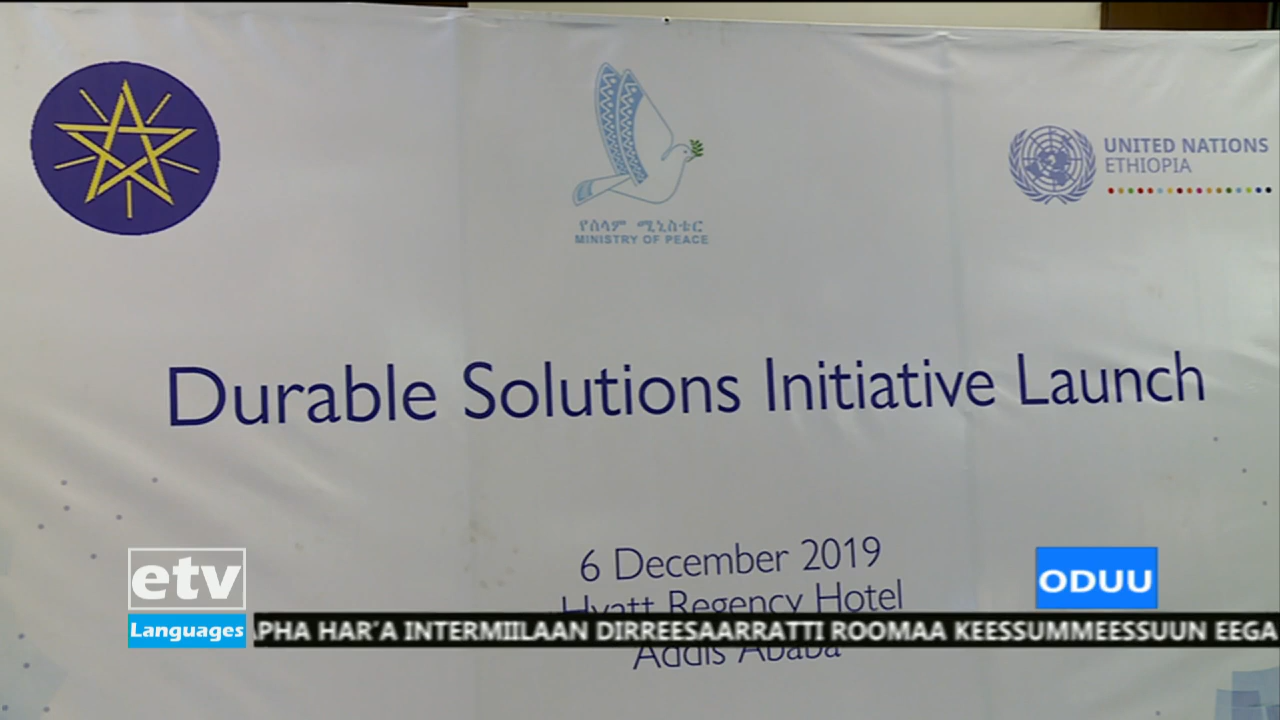 የሰላም ሚኒስቴር
MINISTRY OF PEACE
UNITED NATIONS
ETHIOPIA
Durable Solutions Initiative Launch
6 December 2019
Hyatt Regency Hotel
Addis Ababa
etv
Languages
ODUU
APHA HAR'A INTERMIILAAN DIRREESAARRATTI ROOMAA KEESSUMMEESSUUN EEGA